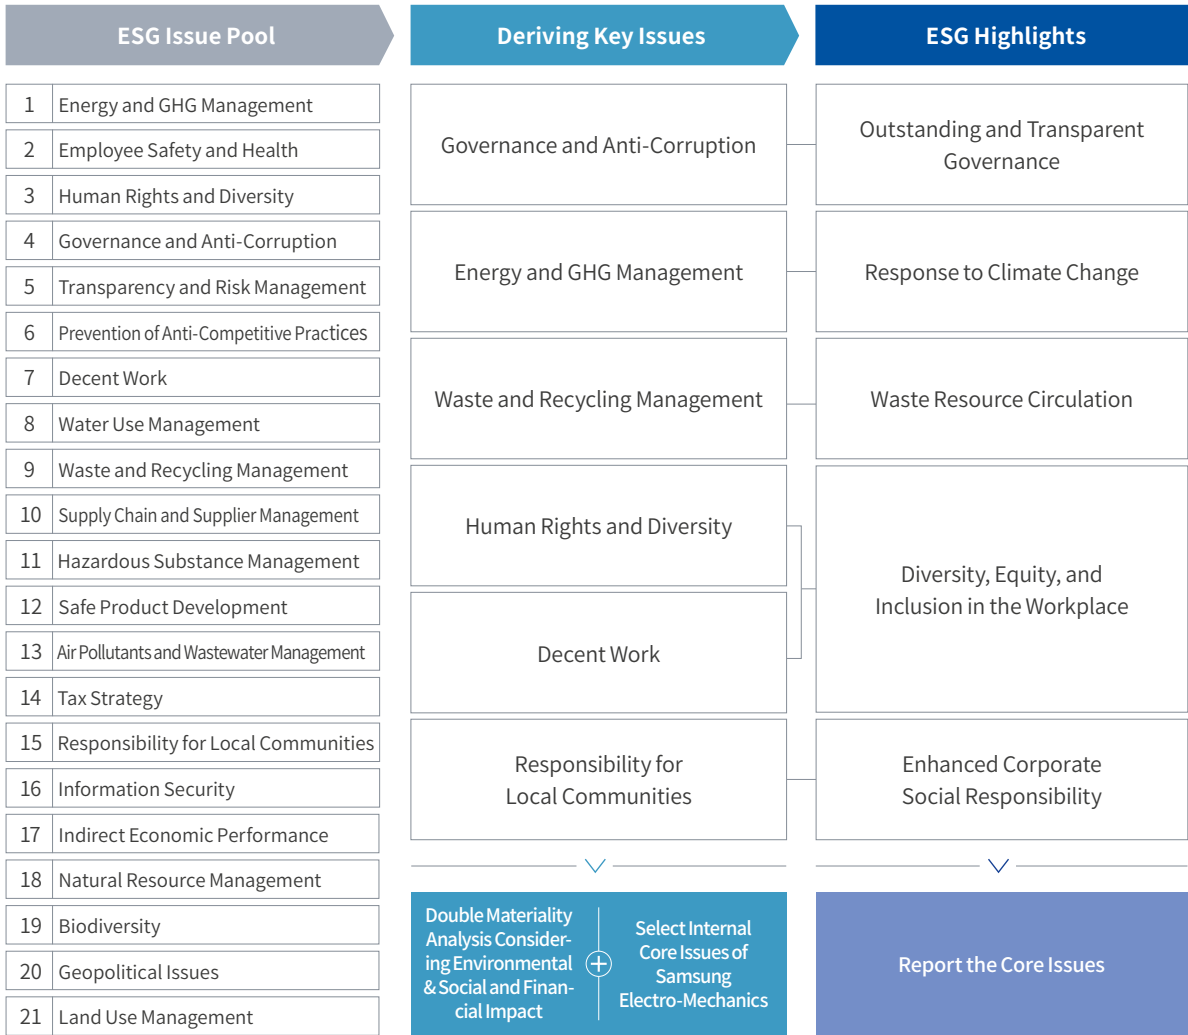 ESG Issue Pool
1 Energy and GHG Management
2 Employee Safety and Health
3 Human Rights and Diversity
4 Governance and Anti-Corruption
5 Transparency and Risk Management
6 Prevention of Anti-Competitive Practices
7 Decent Work
8 Water Use Management
9 Waste and Recycling Management
10 Supply Chain and Supplier Management
11 Hazardous Substance Management
12 Safe Product Development
13 Air Pollutants and Wastewater Management
14 Tax Strategy
15 Responsibility for Local Communities
16 Information Security
17 Indirect Economic Performance
18 Natural Resource Management
19 Biodiversity
20 Geopolitical Issues
21 Land Use Management
Deriving Key Issues
Governance and Anti-Corruption
Energy and GHG Management
Waste and Recycling Management
Human Rights and Diversity
Decent Work
Responsibility for
Local Communities
Double Materiality
Analysis Consider-
ing Environmental
& Social and Finan-
cial Impact
+
Select Internal
Core Issues of
Samsung
Electro-Mechanics
ESG Highlights
Outstanding and Transparent
Governance
Response to Climate Change
Waste Resource Circulation
Diversity, Equity, and
Inclusion in the Workplace
Enhanced Corporate
Social Responsibility
Report the Core Issues